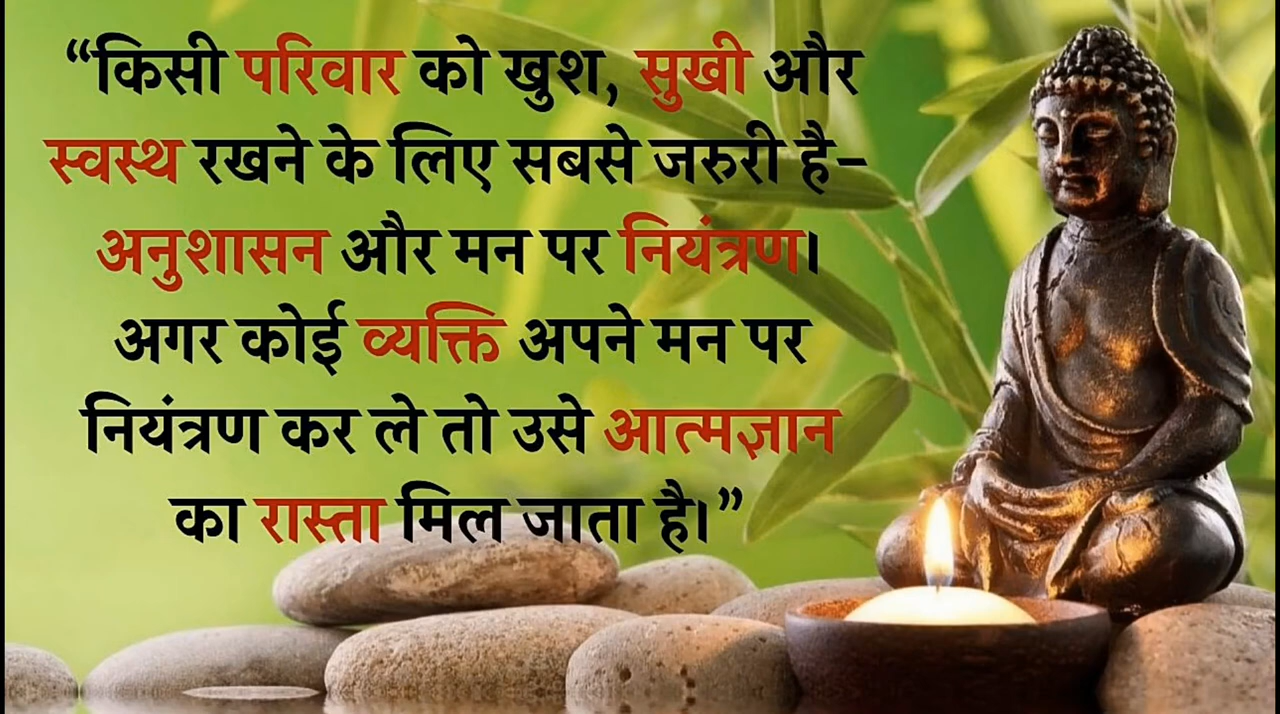 “किसी परिवार को खुश, सुखी और
स्वस्थ रखने के लिए सबसे जरुरी है–
अनुशासन और मन पर नियंत्रण।
अगर कोई व्यक्ति अपने मन पर
नियंत्रण कर ले तो उसे आत्मज्ञान
का रास्ता मिल जाता है।”